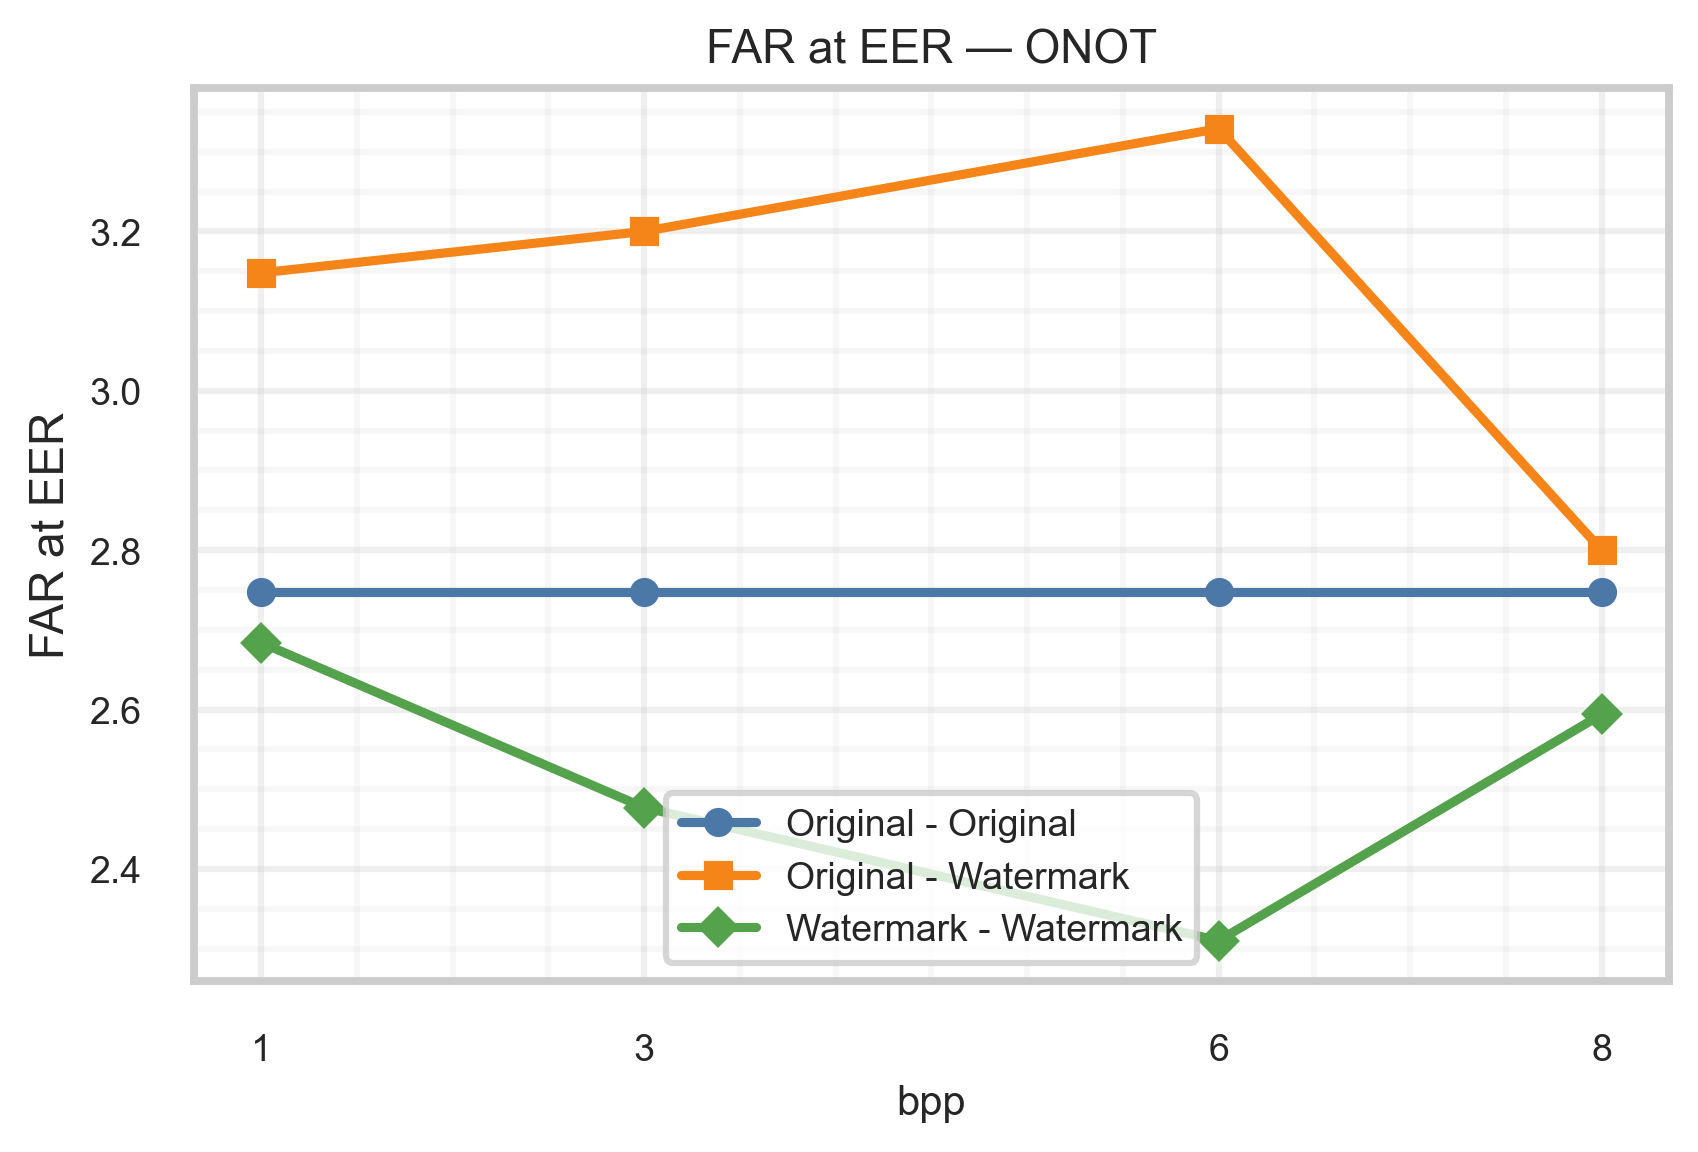 FAR at EER — ONOT
FAR at EER
3.2
3.0
2.8
2.6
2.4
Original - Original
Original - Watermark
Watermark - Watermark
1 3 6 8
bpp